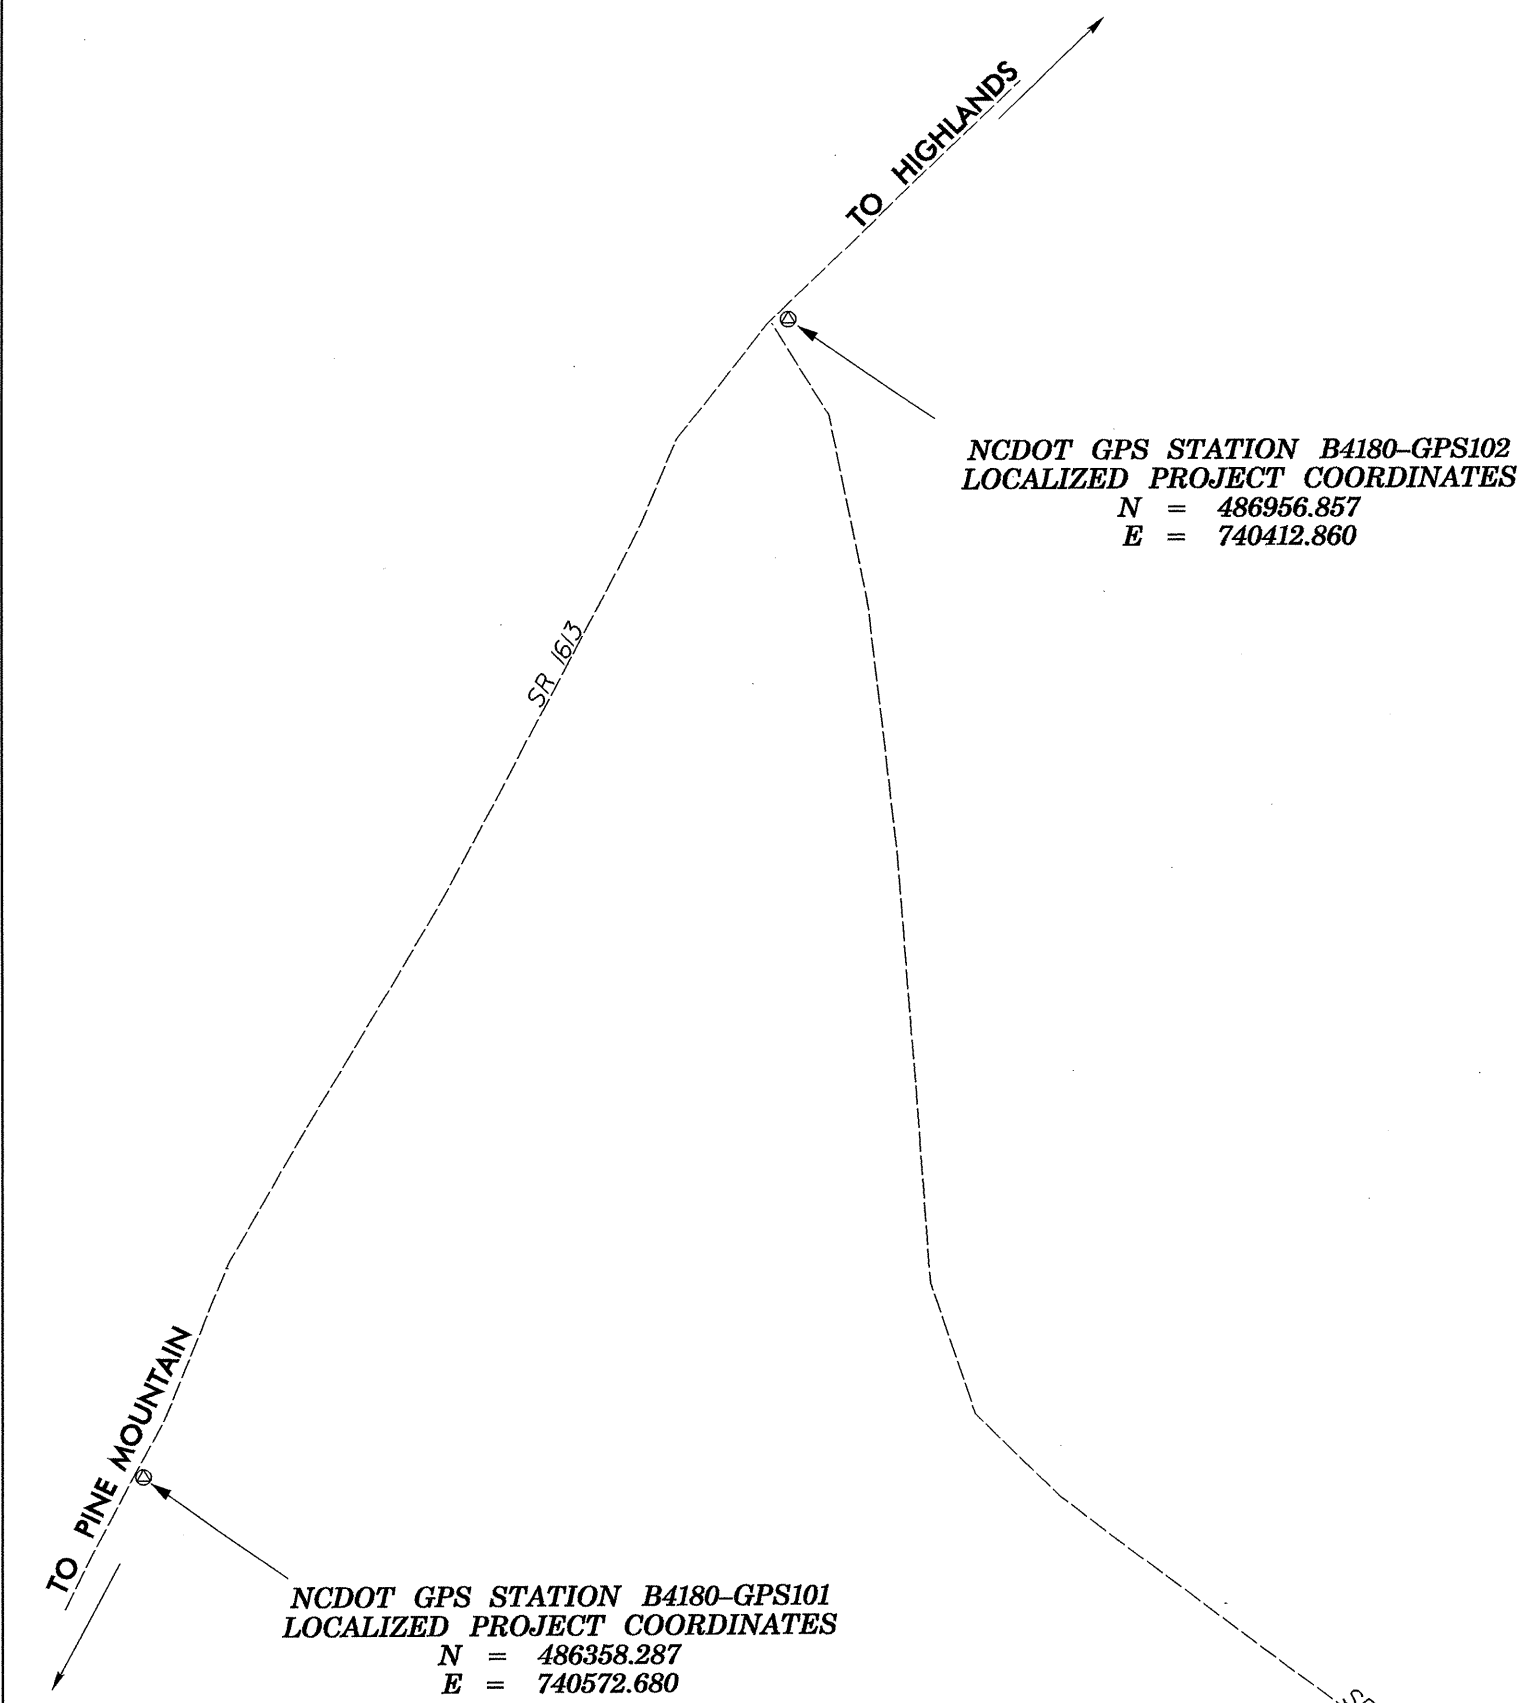 TO HIGHLANDS
NCDOT GPS STATION B4180–GPS102
LOCALIZED PROJECT COORDINATES
N = 486956.857
E = 740412.860
SR 1613
TO PINE MOUNTAIN
NCDOT GPS STATION B4180–GPS101
LOCALIZED PROJECT COORDINATES
N = 486358.287
E = 740572.680